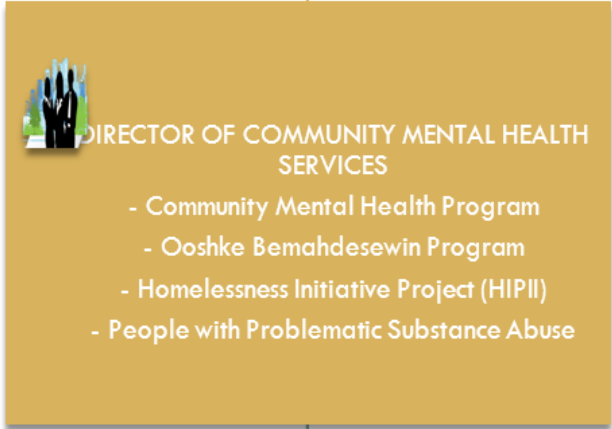 DIRECTOR OF COMMUNITY MENTAL HEALTH
SERVICES
- Community Mental Health Program
- Ooshke Bemahdesewin Program
- Homelessness Initiative Project (HIPII)
- People with Problematic Substance Abuse